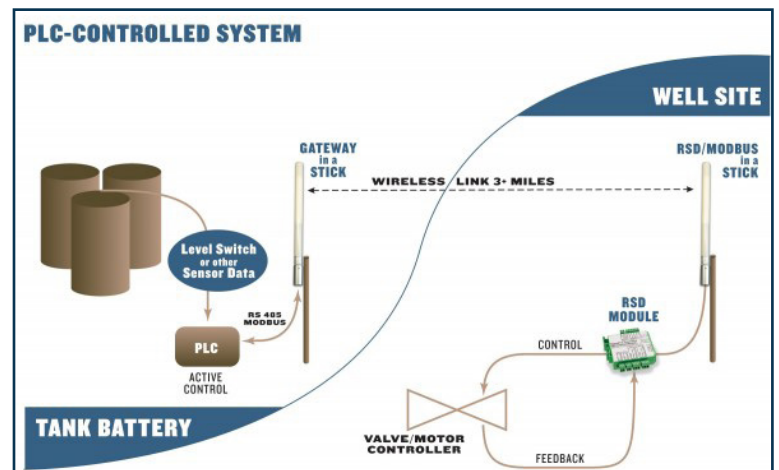 PLC-CONTROLLED SYSTEM
WELL SITE
GATEWAY
in a
STICK
RSD/MODBUS
in a
STICK
WIRELESS LINK 3+ MILES
Level Switch
or other
Sensor Data
RS 485
MODBUS
PLC
ACTIVE
CONTROL
RSD
MODULE
CONTROL
TANK BATTERY
VALVE/MOTOR
CONTROLLER
FEEDBACK